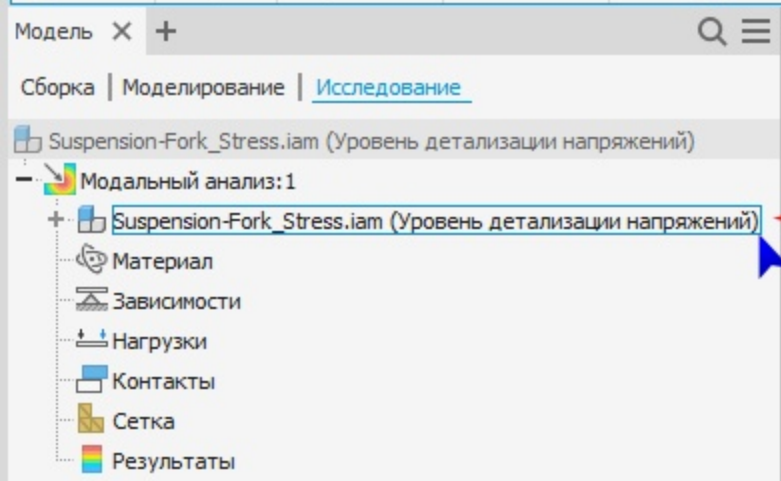 Модель
Сборка | Моделирование | Исследование
Suspension-Fork_Stress.iam (Уровень детализации напряжений)
Модальный анализ:1
Suspension-Fork_Stress.iam (Уровень детализации напряжений)
Материал
Зависимости
Нагрузки
Контакты
Сетка
Результаты